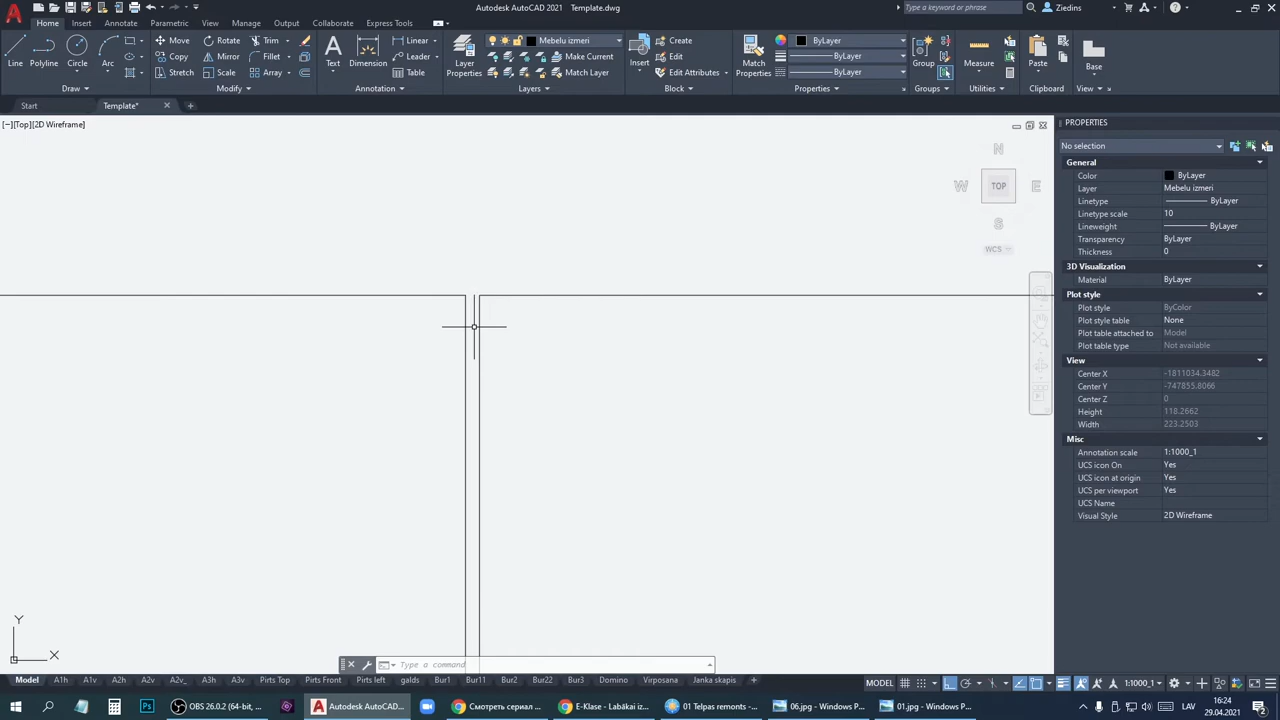 Autodesk AutoCAD 2021 Template.dwg
Type a keyword or phrase
Ziedins
Home Insert Annotate Parametric View Manage Output Collaborate Express Tools
Line Polyline Circle Arc
Move Rotate Trim
Copy Mirror Fillet
Stretch Scale Array
Text Dimension
Linear
Leader
Table
Layer
Properties
Mebelu izmeri
Make Current
Match Layer
Insert
Create
Edit
Edit Attributes
Match
Properties
ByLayer
ByLayer
ByLayer
Group
Measure
Paste
Base
Draw Modify Annotation Layers Block Properties Groups Utilities Clipboard View
Start Template*
[−][Top][2D Wireframe]
N
W TOP E
S
WCS
Y
X
Type a command
PROPERTIES
No selection
General
Color ByLayer
Layer Mebelu izmeri
Linetype ByLayer
Linetype scale 10
Lineweight ByLayer
Transparency ByLayer
Thickness 0
3D Visualization
Material ByLayer
Plot style
Plot style ByColor
Plot style table None
Plot table attached to Model
Plot table type Not available
View
Center X -1811034.3482
Center Y -747855.8066
Center Z 0
Height 118.2662
Width 223.2503
Misc
Annotation scale 1:1000_1
UCS icon On Yes
UCS icon at origin Yes
UCS per viewport Yes
UCS Name
Visual Style 2D Wireframe
Model A1h A1v A2h A2v A2v_ A3h A3v Pirts Top Pirts Front Pirts left galds Bur1 Bur11 Bur2 Bur22 Bur3 Domino Virposana Janka skapis
MODEL 1:1000_1
OBS 26.0.2 (64-bit, ... Autodesk AutoCAD... Смотреть сериал ... E-Klase - Labākai i... 01 Telpas remonts-... 06.jpg - Windows P... 01.jpg - Windows P...
LAV
16:24
29.04.2021